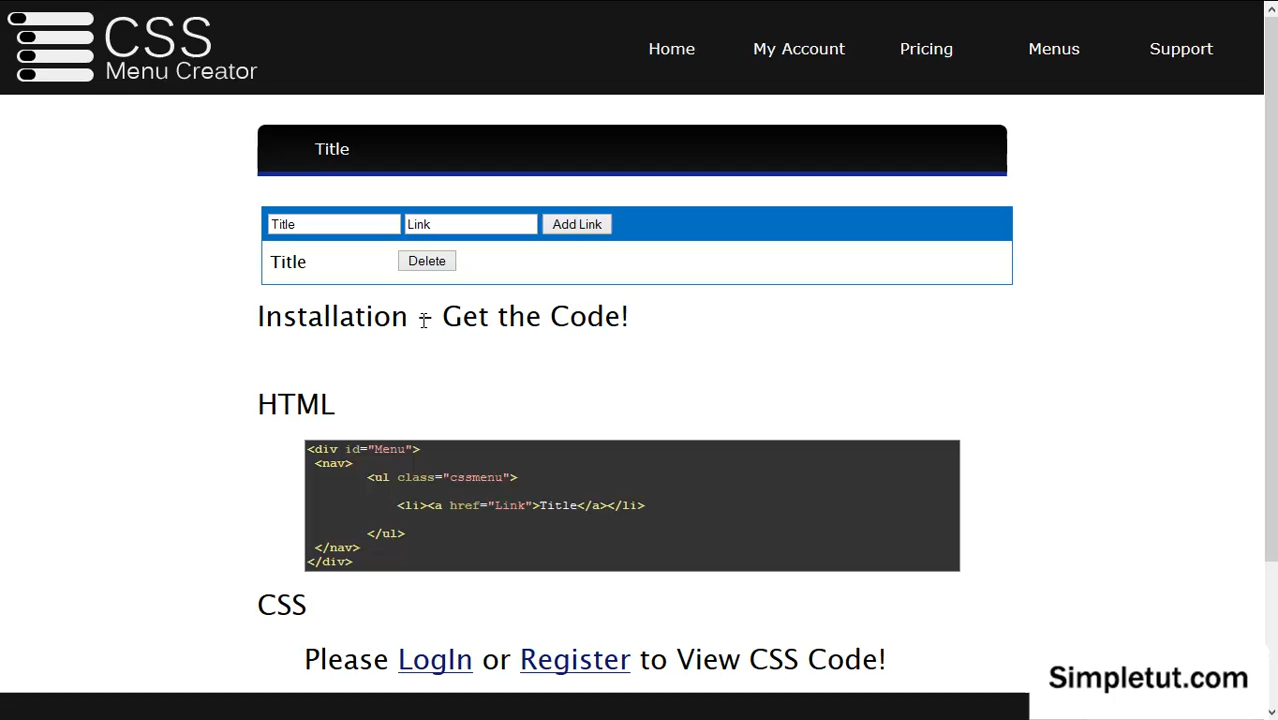 CSS
Menu Creator
Home My Account Pricing Menus Support
Title
Title Link Add Link
Title Delete
Installation - Get the Code!
HTML
<div id="Menu">
<nav>
<ul class="cssmenu">
<li><a href="Link">Title</a></li>
</ul>
</nav>
</div>
CSS
Please LogIn or Register to View CSS Code!
Simpletut.com